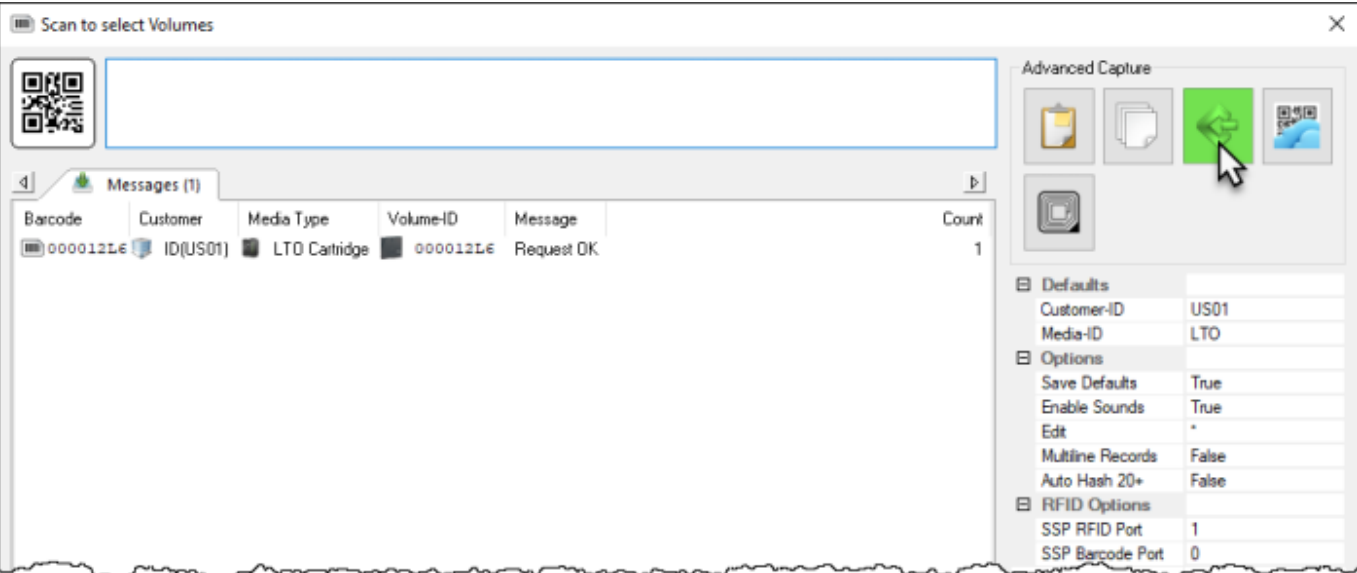 Scan to select Volumes
Advanced Capture
Messages (1)
Barcode Customer Media Type Volume-ID Message Count
000012L6 ID(US01) LTO Cartridge 000012L6 Request OK 1
Defaults
Customer-ID US01
Media-ID LTO
Options
Save Defaults True
Enable Sounds True
Edit *
Multiline Records False
Auto Hash 20+ False
RFID Options
SSP RFID Port 1
SSP Barcode Port 0